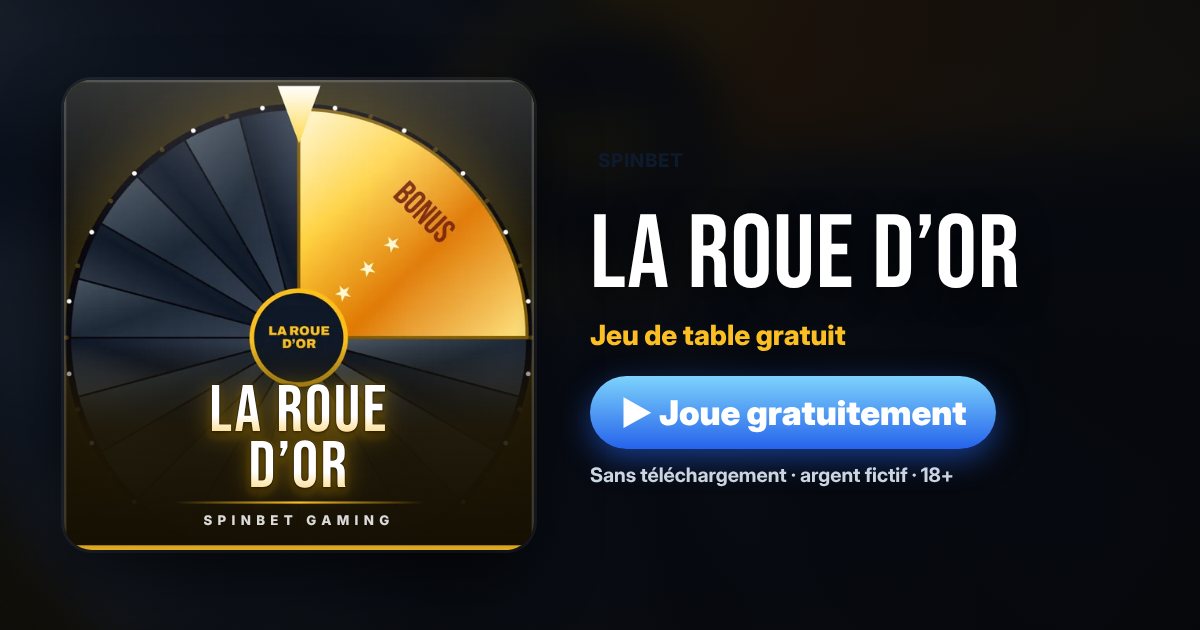 BONUS
LA ROUE
D’OR
LA ROUE
D’OR
SPINBET GAMING
SPINBET
LA ROUE D’OR
Jeu de table gratuit
▶ Joue gratuitement
Sans téléchargement · argent fictif · 18+